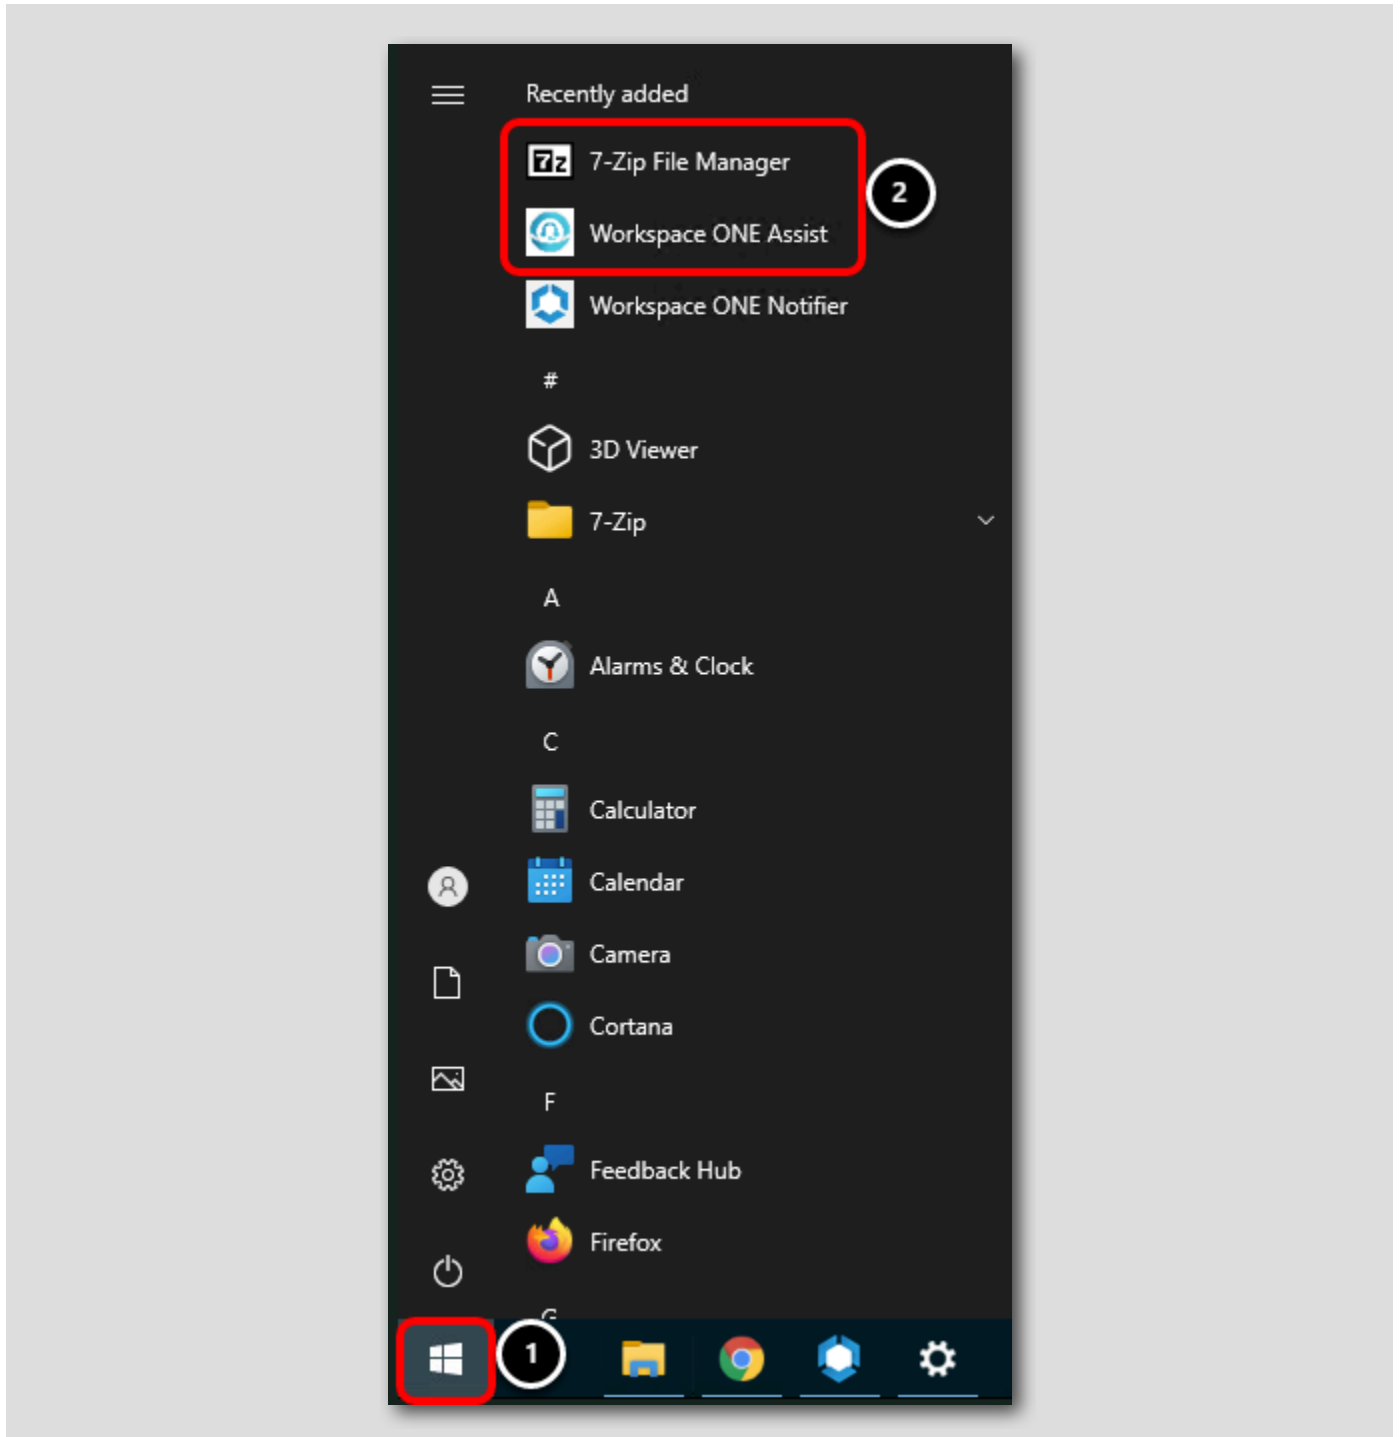 Recently added
7z 7-Zip File Manager
2
Workspace ONE Assist
Workspace ONE Notifier
#
3D Viewer
7-Zip
A
Alarms & Clock
C
Calculator
Calendar
Camera
Cortana
F
Feedback Hub
Firefox
G
1